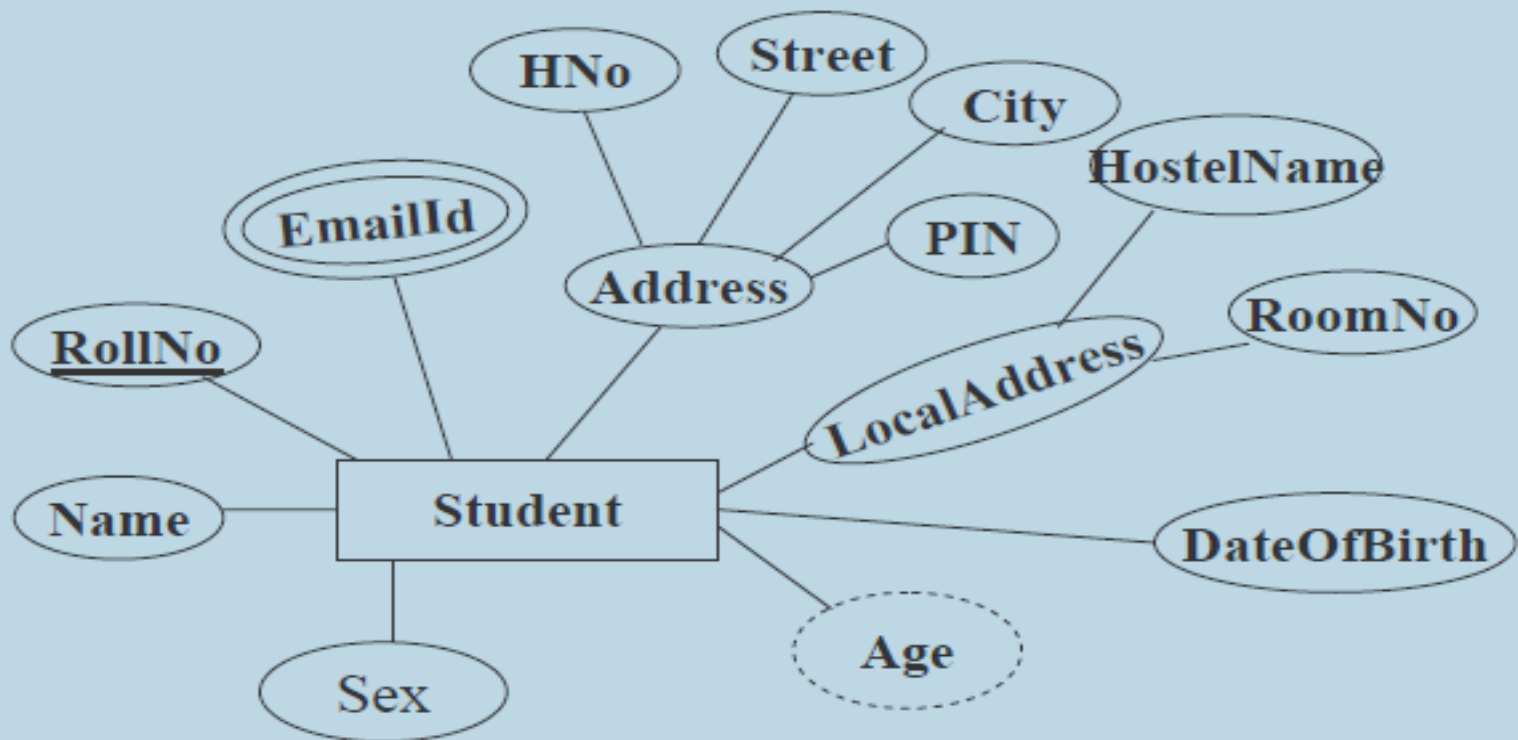 HNo
Street
City
HostelName
EmailId
PIN
Address
RoomNo
RollNo
LocalAddress
Name
Student
DateOfBirth
Age
Sex